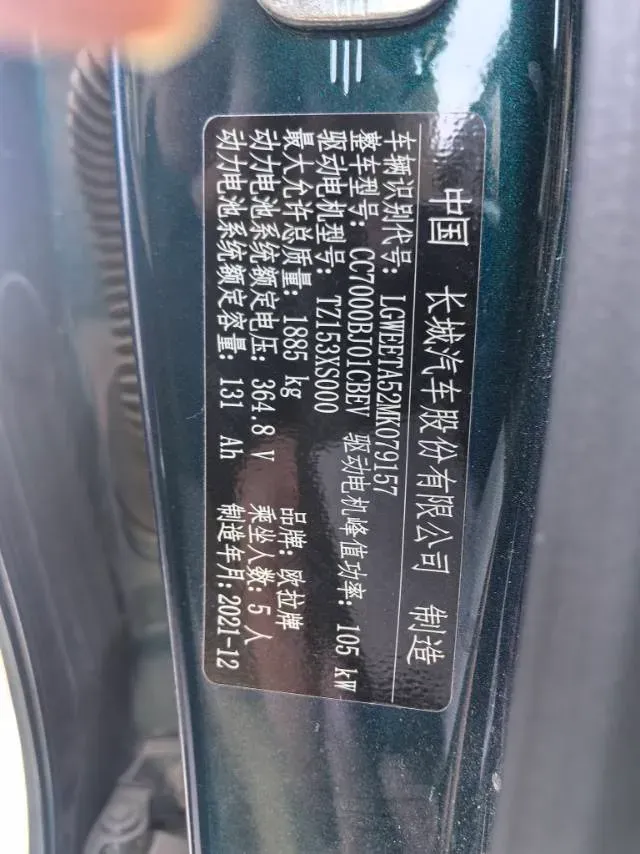 中国 长城汽车股份有限公司 制造
车辆识别代号: LGWEETA52MK079157
整车型号: CC7000BJ01CBEV 驱动电机峰值功率: 105 kW
驱动电机型号: TZ153XS000
最大允许总质量: 1885 kg 品牌: 欧拉牌
动力电池系统额定电压: 364.8 V 乘坐人数: 5 人
动力电池系统额定容量: 131 Ah 制造年月: 2021-12